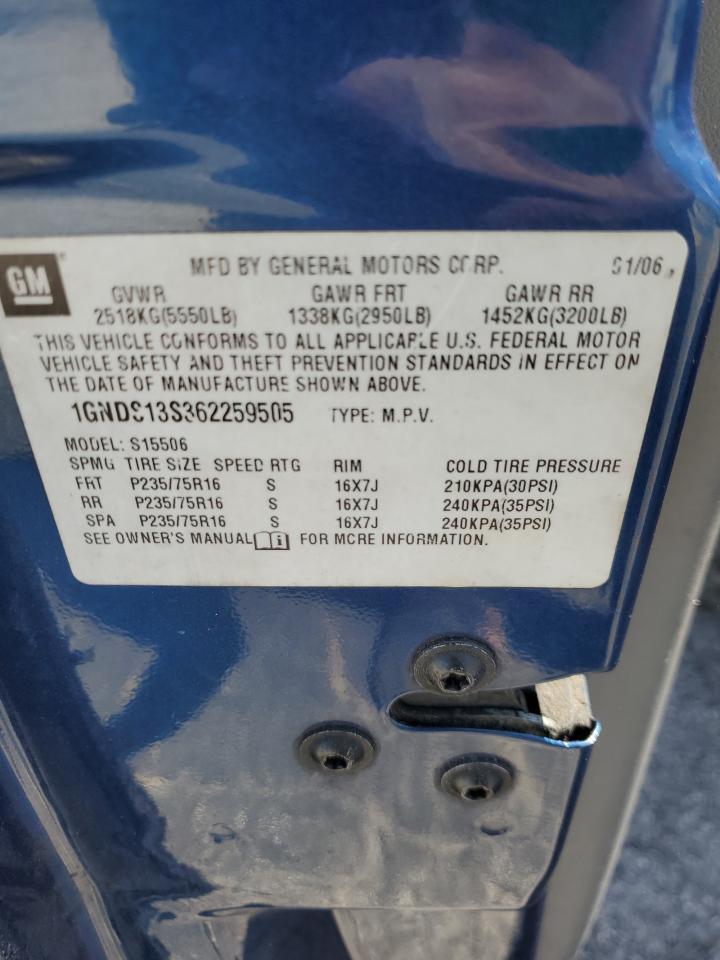 GM
MFD BY GENERAL MOTORS CORP. 01/06
GVWR GAWR FRT GAWR RR
2518KG(5550LB) 1338KG(2950LB) 1452KG(3200LB)
THIS VEHICLE CONFORMS TO ALL APPLICABLE U.S. FEDERAL MOTOR
VEHICLE SAFETY AND THEFT PREVENTION STANDARDS IN EFFECT ON
THE DATE OF MANUFACTURE SHOWN ABOVE.
1GNDS13S362259505 TYPE: M.P.V.
MODEL: S15506
SPMG TIRE SIZE SPEED RTG RIM COLD TIRE PRESSURE
FRT P235/75R16 S 16X7J 210KPA(30PSI)
RR P235/75R16 S 16X7J 240KPA(35PSI)
SPA P235/75R16 S 16X7J 240KPA(35PSI)
SEE OWNER'S MANUAL i FOR MORE INFORMATION.